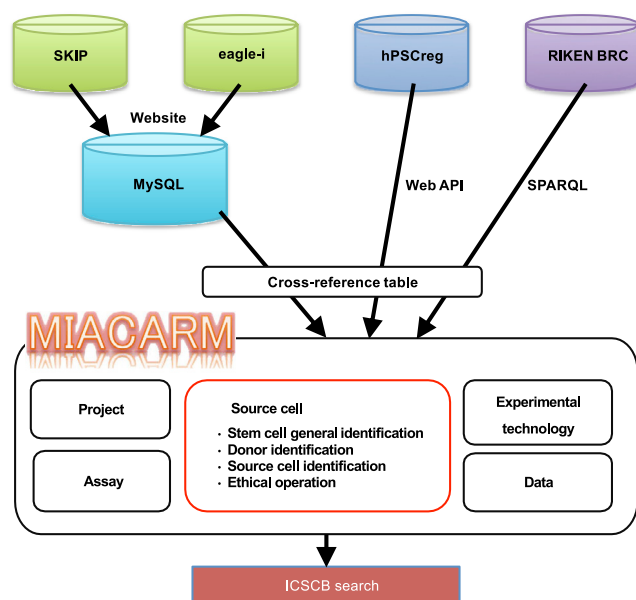 SKIP
eagle-i
hPSCreg
RIKEN BRC
Website
MySQL
Web API
SPARQL
Cross-reference table
MIACARM
Project
Assay
Source cell
· Stem cell general identification
· Donor identification
· Source cell identification
· Ethical operation
Experimental
technology
Data
ICSCB search